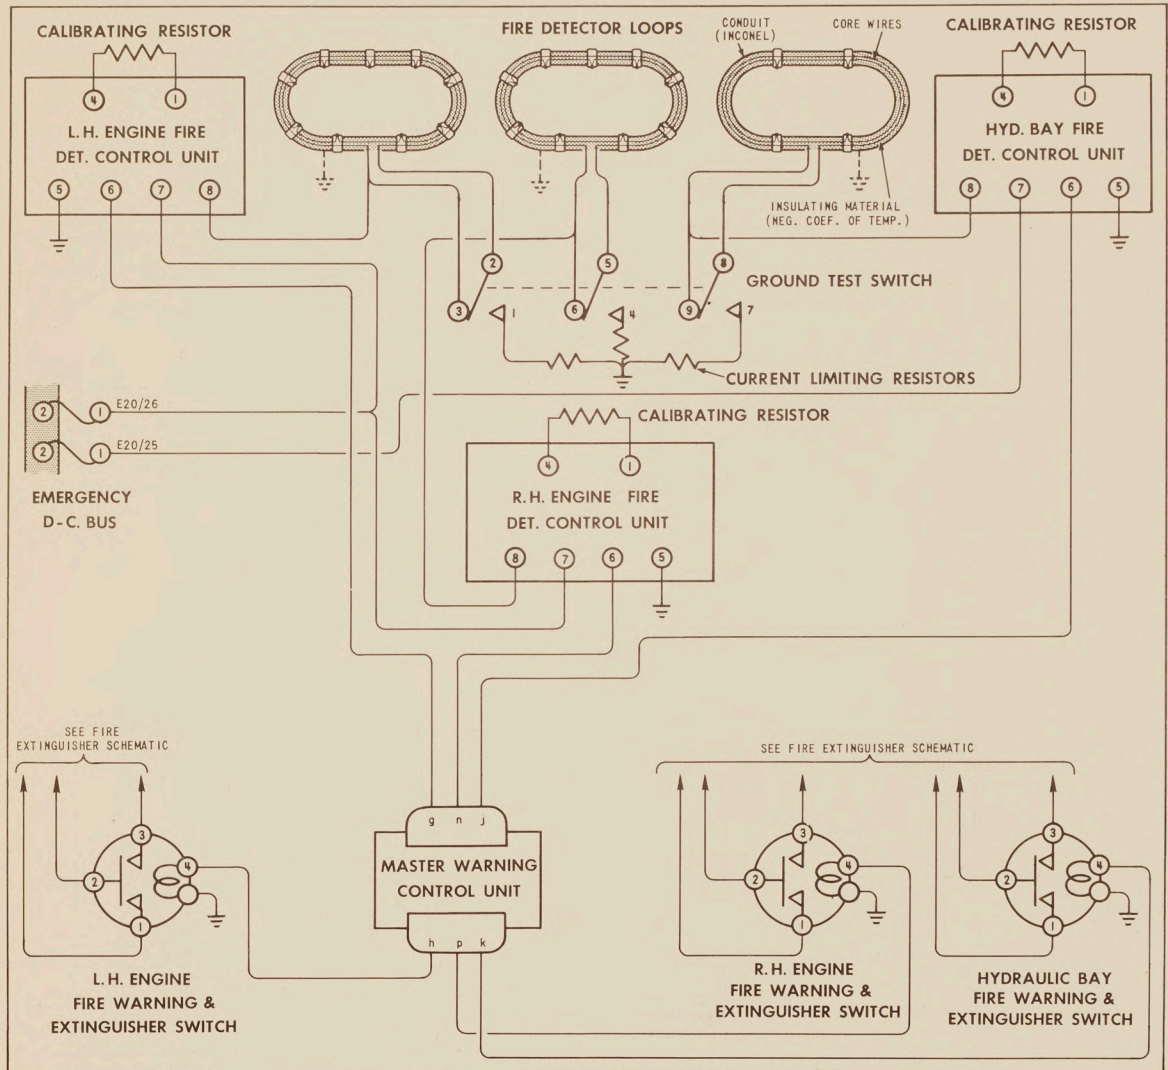 CALIBRATING RESISTOR
4 1
L.H. ENGINE FIRE
DET. CONTROL UNIT
5 6 7 8
FIRE DETECTOR LOOPS
CONDUIT
(INCONEL)
CORE WIRES
INSULATING MATERIAL
(NEG. COEF. OF TEMP.)
CALIBRATING RESISTOR
4 1
HYD. BAY FIRE
DET. CONTROL UNIT
8 7 6 5
2 5 8
GROUND TEST SWITCH
3 1 6 4 9 7
CURRENT LIMITING RESISTORS
2 1 E20/26
2 1 E20/25
EMERGENCY
D-C. BUS
CALIBRATING RESISTOR
4 1
R.H. ENGINE FIRE
DET. CONTROL UNIT
8 7 6 5
SEE FIRE
EXTINGUISHER SCHEMATIC
3
4
2
1
L.H. ENGINE
FIRE WARNING &
EXTINGUISHER SWITCH
g n j
MASTER WARNING
CONTROL UNIT
h p k
SEE FIRE EXTINGUISHER SCHEMATIC
3
4
2
1
R.H. ENGINE
FIRE WARNING &
EXTINGUISHER SWITCH
3
4
2
1
HYDRAULIC BAY
FIRE WARNING &
EXTINGUISHER SWITCH